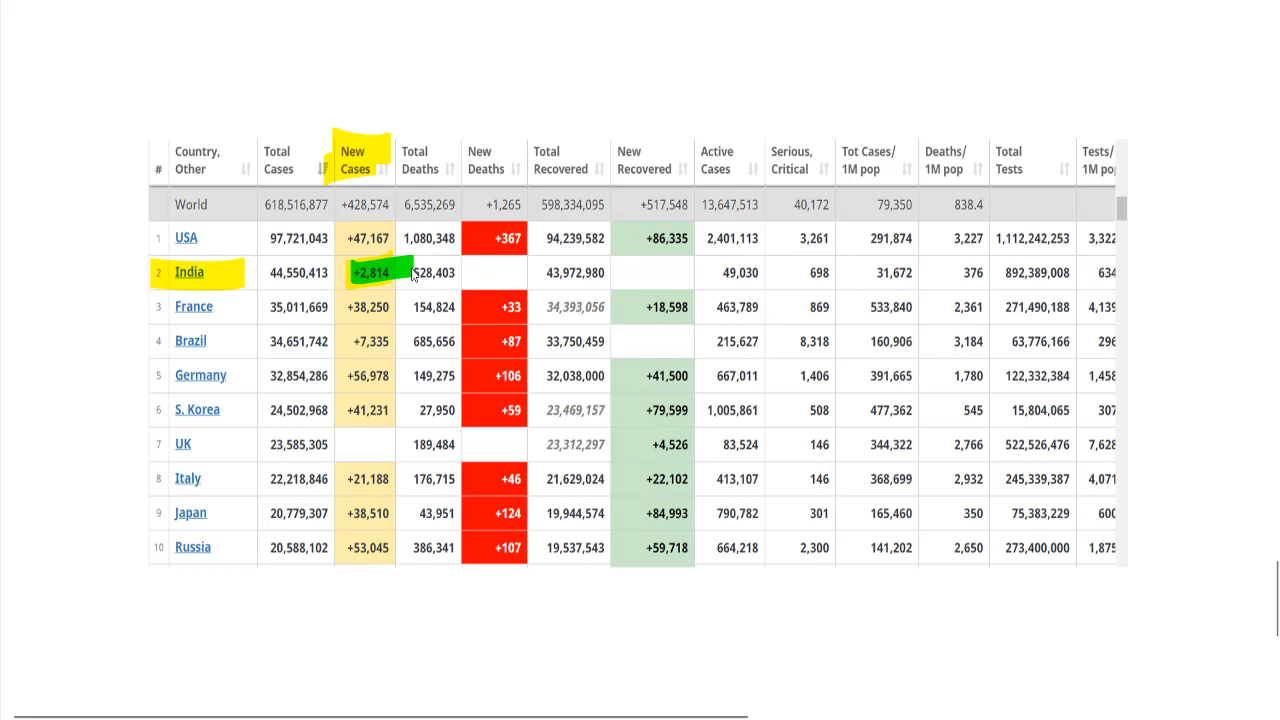 # Country, Other Total Cases New Cases Total Deaths New Deaths Total Recovered New Recovered Active Cases Serious, Critical Tot Cases/ 1M pop Deaths/ 1M pop Total Tests Tests/ 1M
World 618,516,877 +428,574 6,535,269 +1,265 598,334,095 +517,548 13,647,513 40,172 79,350 838.4
1 USA 97,721,043 +47,167 1,080,348 +367 94,239,582 +86,335 2,401,113 3,261 291,874 3,227 1,112,242,253 3,322
2 India 44,550,413 +2,814 28,403 43,972,980 49,030 698 31,672 376 892,389,008 634
3 France 35,011,669 +38,250 154,824 +33 34,393,056 +18,598 463,789 869 533,840 2,361 271,490,188 4,139
4 Brazil 34,651,742 +7,335 685,656 +87 33,750,459 215,627 8,318 160,906 3,184 63,776,166 296
5 Germany 32,854,286 +56,978 149,275 +106 32,038,000 +41,500 667,011 1,406 391,665 1,780 122,332,384 1,458
6 S. Korea 24,502,968 +41,231 27,950 +59 23,469,157 +79,599 1,005,861 508 477,362 545 15,804,065 307
7 UK 23,585,305 189,484 23,312,297 +4,526 83,524 146 344,322 2,766 522,526,476 7,628
8 Italy 22,218,846 +21,188 176,715 +46 21,629,024 +22,102 413,107 146 368,699 2,932 245,339,387 4,071
9 Japan 20,779,307 +38,510 43,951 +124 19,944,574 +84,993 790,782 301 165,460 350 75,383,229 600
10 Russia 20,588,102 +53,045 386,341 +107 19,537,543 +59,718 664,218 2,300 141,202 2,650 273,400,000 1,875